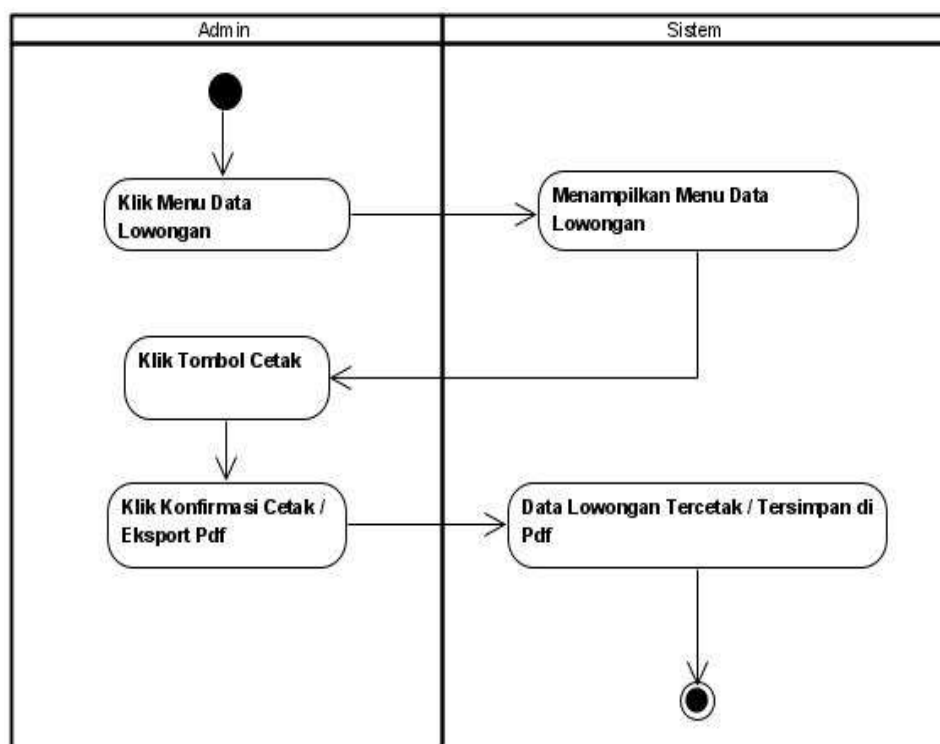 Admin
Sistem
Klik Menu Data
Lowongan
Menampilkan Menu Data
Lowongan
Klik Tombol Cetak
Klik Konfirmasi Cetak /
Eksport Pdf
Data Lowongan Tercetak / Tersimpan di
Pdf